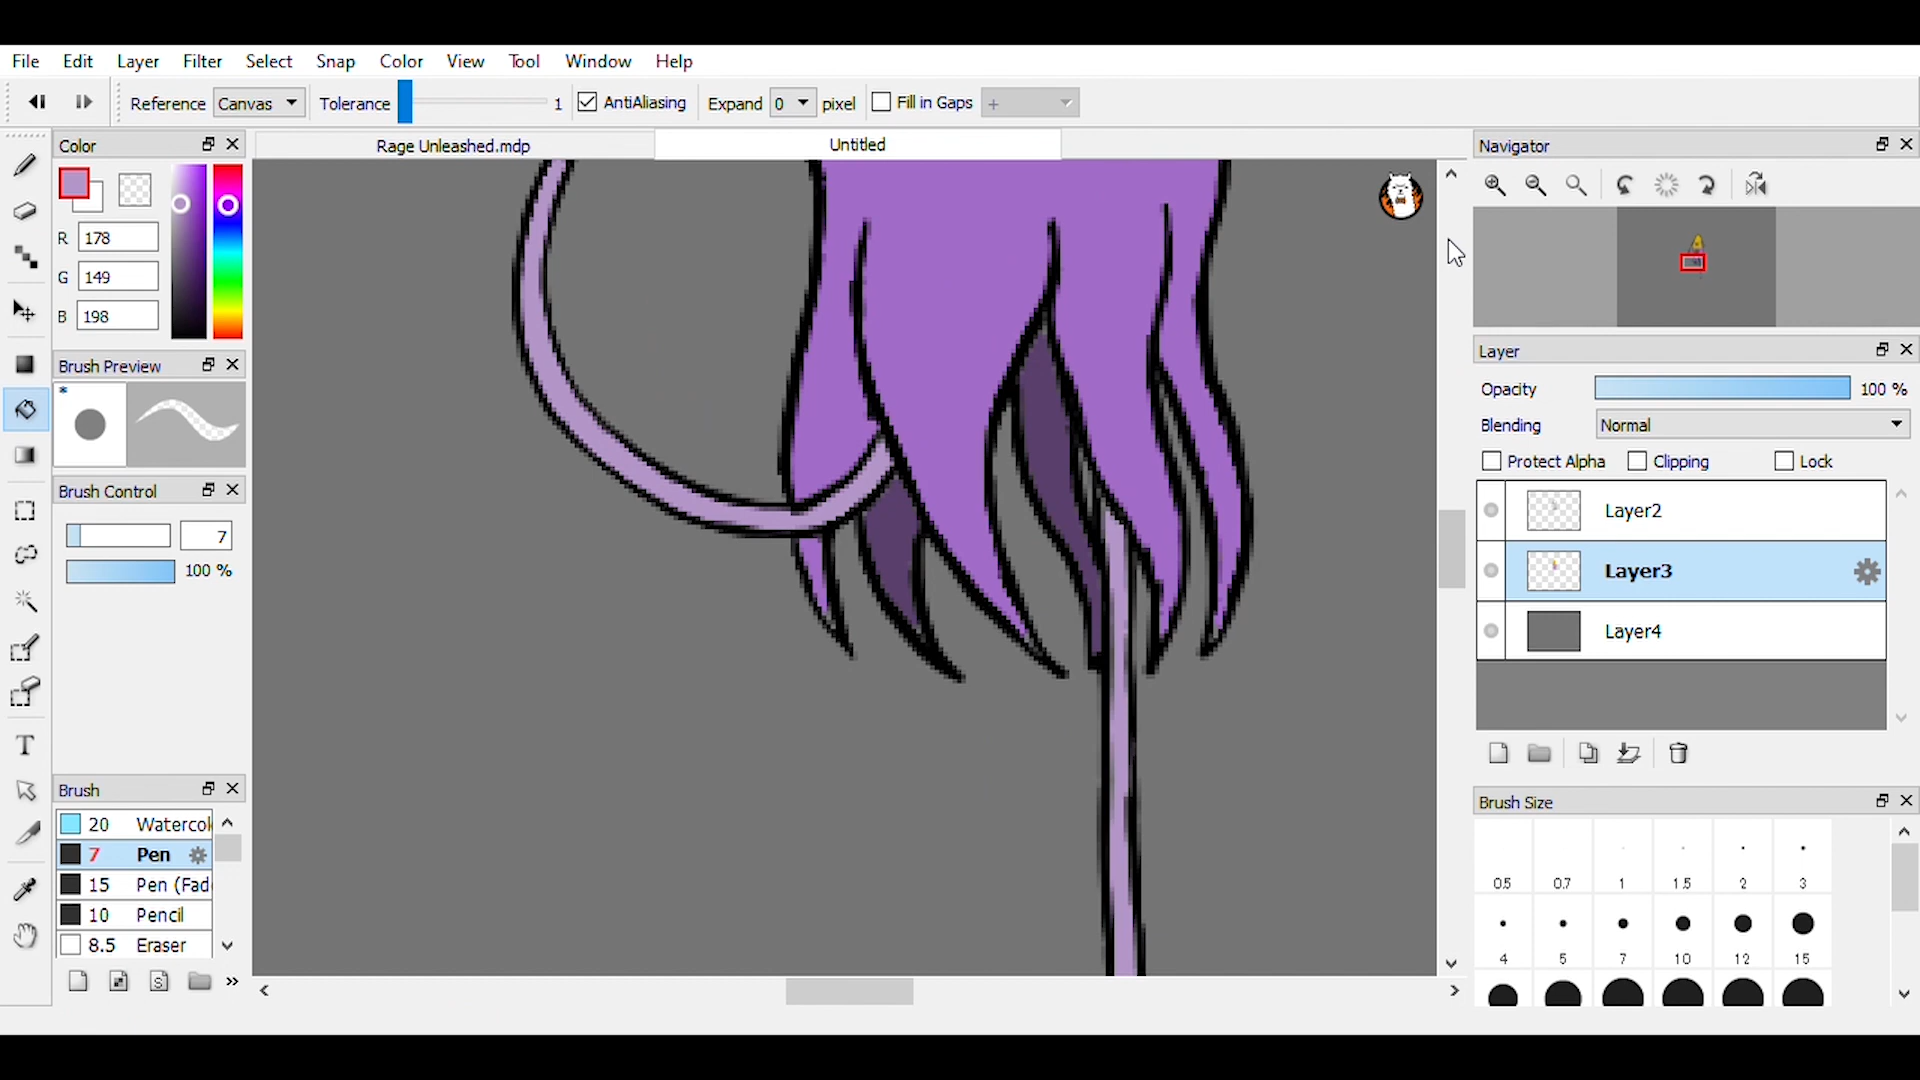 File Edit Layer Filter Select Snap Color View Tool Window Help
Reference Canvas Tolerance 1 AntiAliasing Expand 0 pixel Fill in Gaps +
Color
Rage Unleashed.mdp
Untitled
Navigator
R 178
G 149
B 198
Brush Preview
*
Brush Control
7
100 %
Brush
20 Watercol
7 Pen
15 Pen (Fad
10 Pencil
8.5 Eraser
Layer
Opacity 100 %
Blending Normal
Protect Alpha Clipping Lock
Layer2
Layer3
Layer4
Brush Size
0.5 0.7 1 1.5 2 3
4 5 7 10 12 15